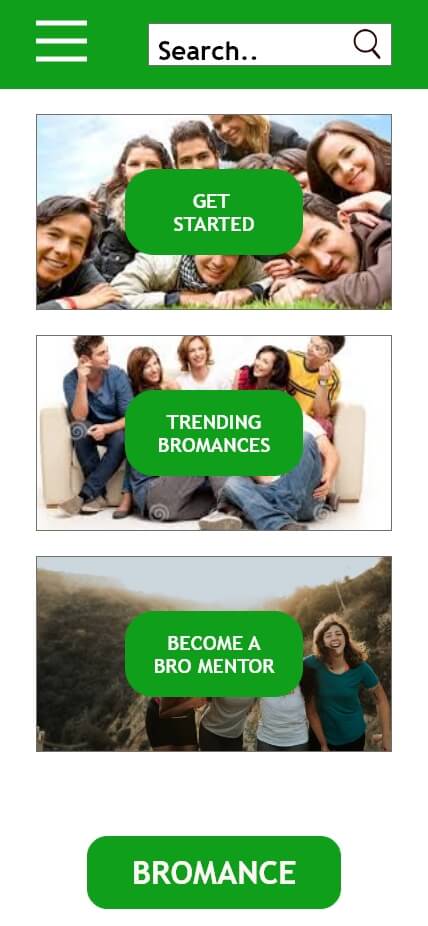 Search..
GET
STARTED
TRENDING
BROMANCES
BECOME A
BRO MENTOR
BROMANCE